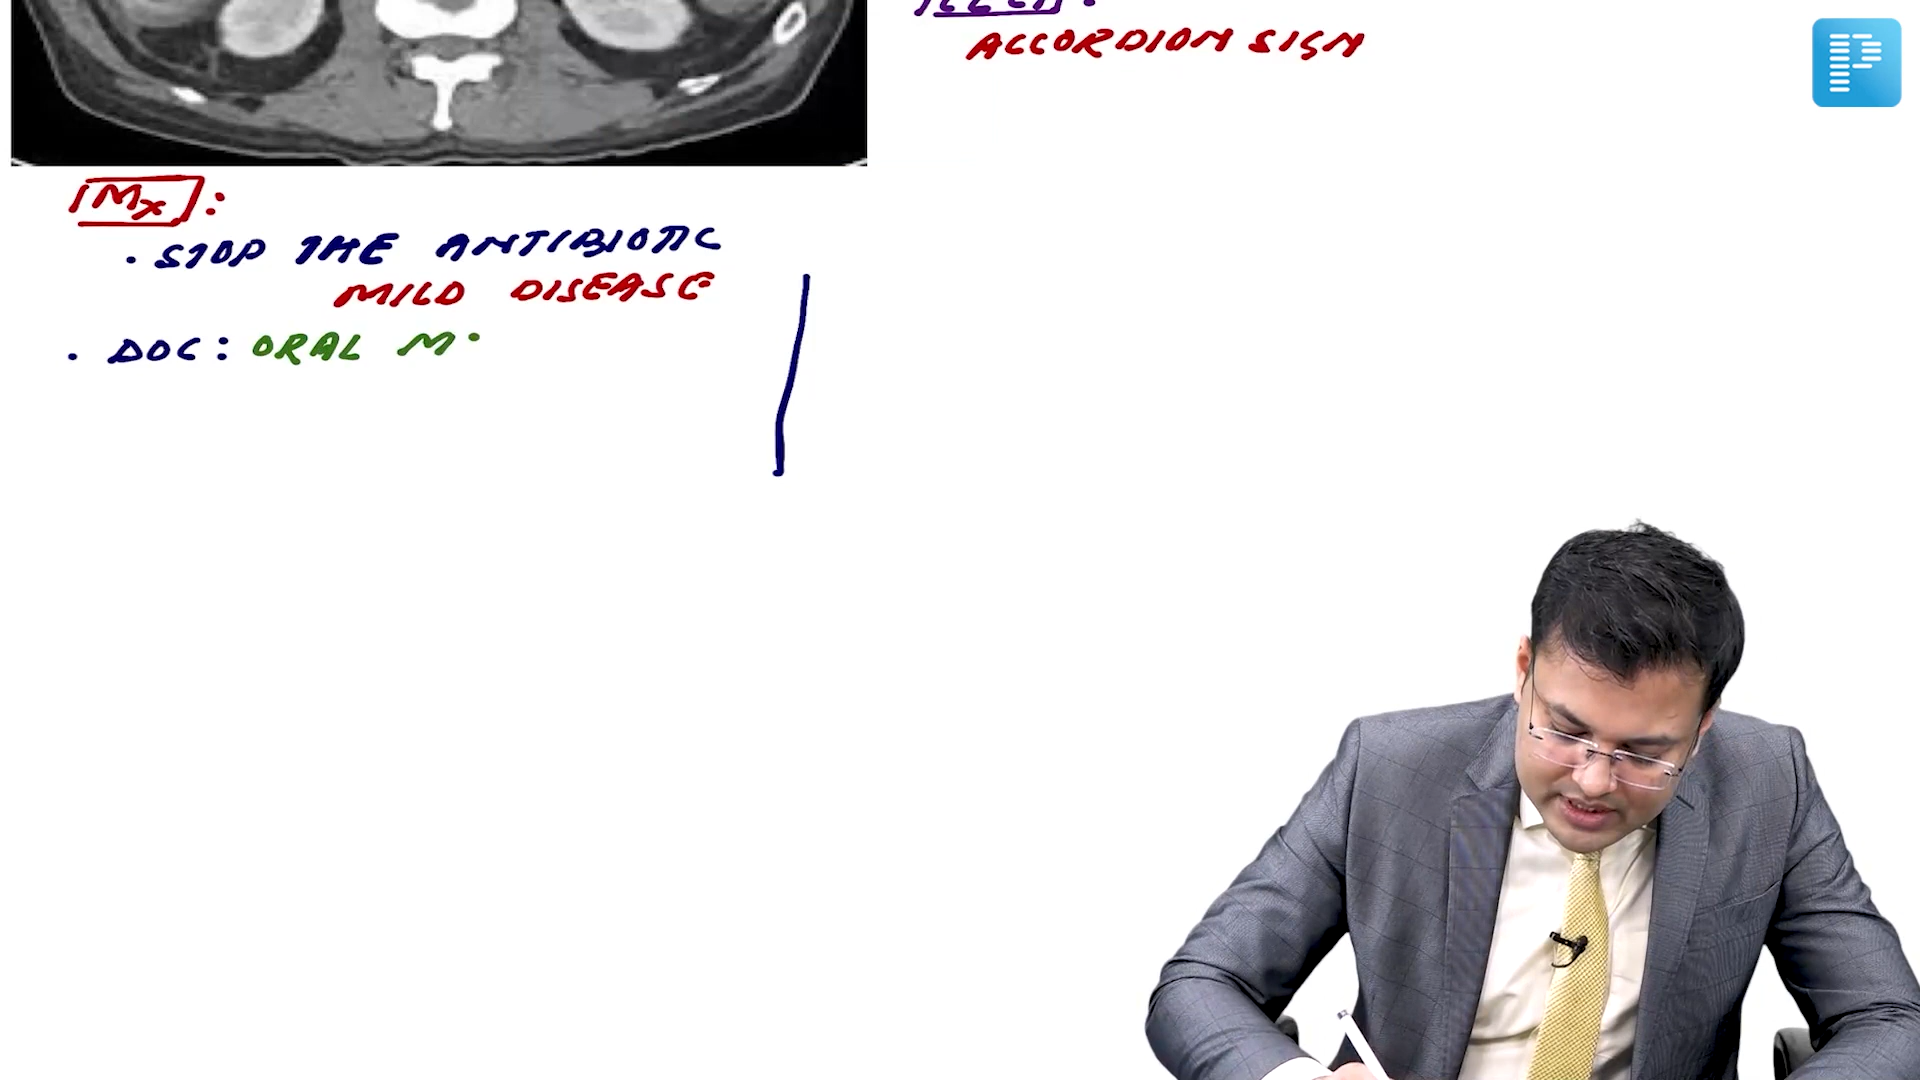 ACCORDION SIGN
Mx :
. STOP THE ANTIBIOTIC
MILD DISEASE
. DOC : ORAL M
P